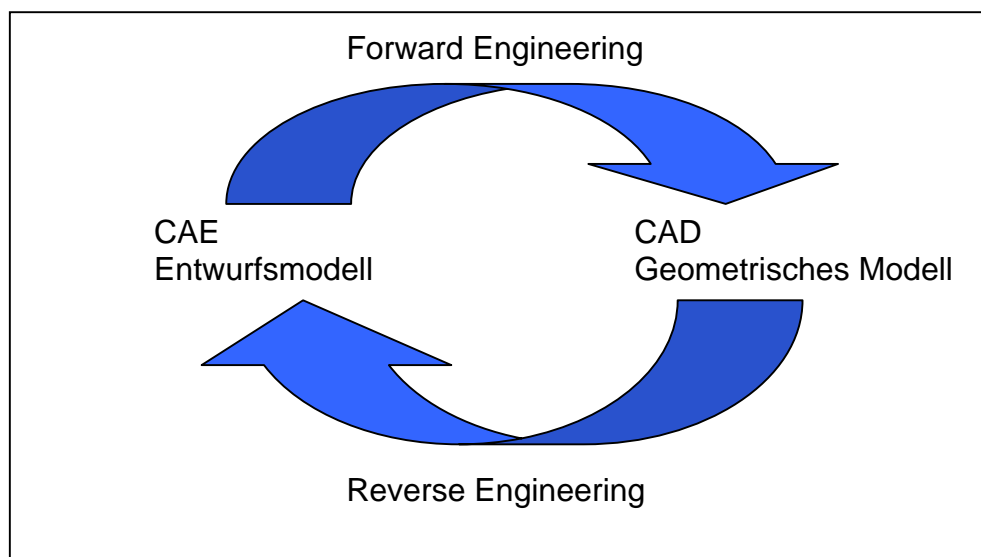 Forward Engineering
CAE
Entwurfsmodell
CAD
Geometrisches Modell
Reverse Engineering